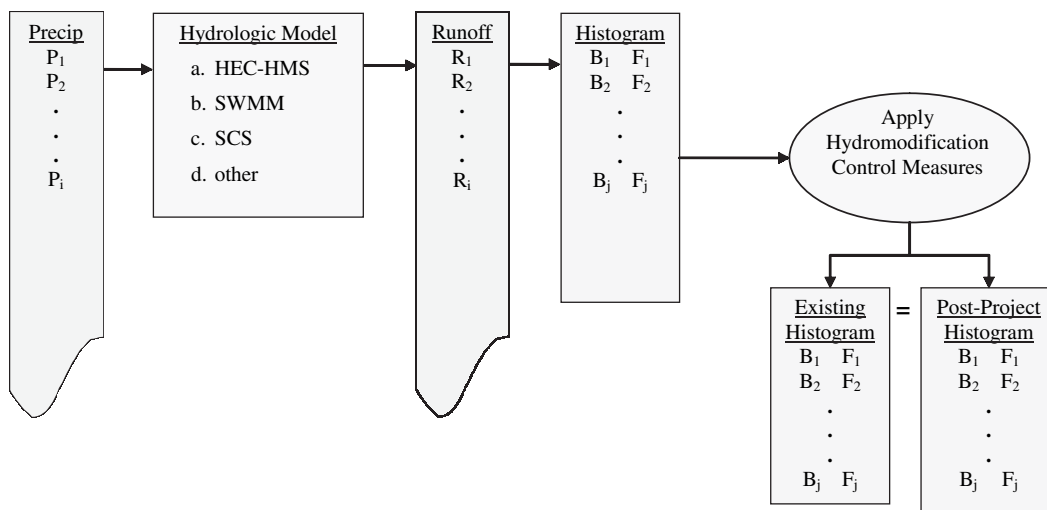 Precip
P1
P2
.
.
.
Pi
Hydrologic Model
a. HEC-HMS
b. SWMM
c. SCS
d. other
Runoff
R1
R2
.
.
.
Ri
Histogram
B1 F1
B2 F2
.
.
.
Bj Fj
Apply
Hydromodification
Control Measures
Existing
Histogram
B1 F1
B2 F2
.
.
.
Bj Fj
=
Post-Project
Histogram
B1 F1
B2 F2
.
.
.
Bj Fj